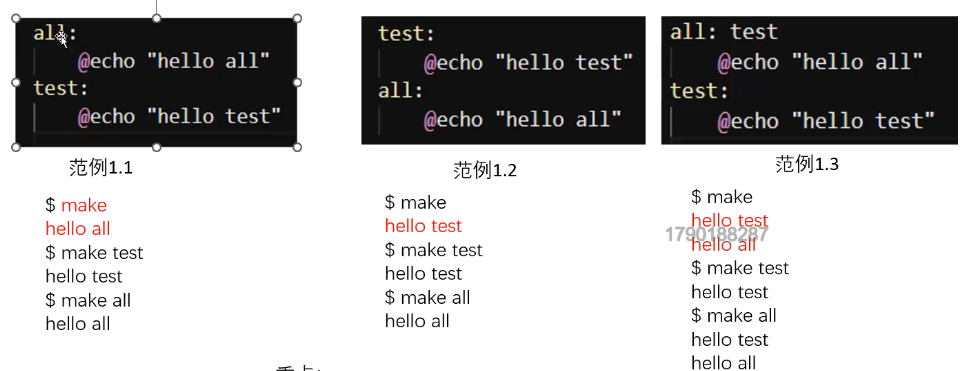 all:
@echo "hello all"
test:
@echo "hello test"
范例1.1
$ make
hello all
$ make test
hello test
$ make all
hello all
test:
@echo "hello test"
all:
@echo "hello all"
范例1.2
$ make
hello test
$ make test
hello test
$ make all
hello all
all: test
@echo "hello all"
test:
@echo "hello test"
范例1.3
$ make
hello test
1790188287
hello all
$ make test
hello test
$ make all
hello test
hello all